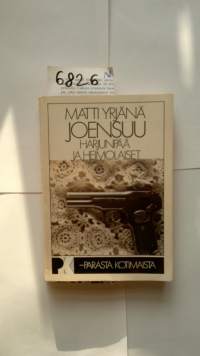 6826
MATTI YRJÄNÄ
JOENSUU
HARJUNPÄÄ
JA HEIMOLAISET
–PARASTA KOTIMAISTA